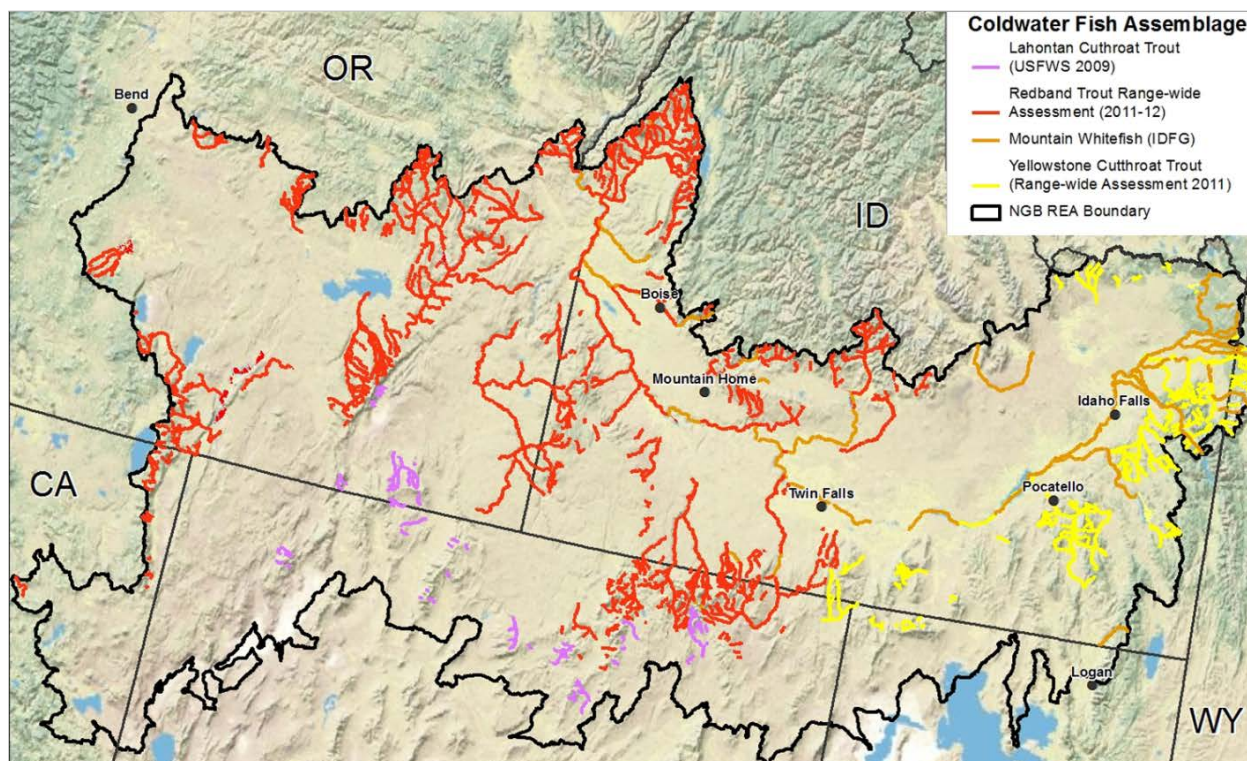 Coldwater Fish Assemblage
Lahontan Cuthroat Trout
(USFWS 2009)
Redband Trout Range-wide
Assessment (2011-12)
Mountain Whitefish (IDFG)
Yellowstone Cutthroat Trout
(Range-wide Assessment 2011)
NGB REA Boundary
OR
Bend
ID
Boise
Mountain Home
Idaho Falls
CA
Twin Falls
Pocatello
Logan
WY